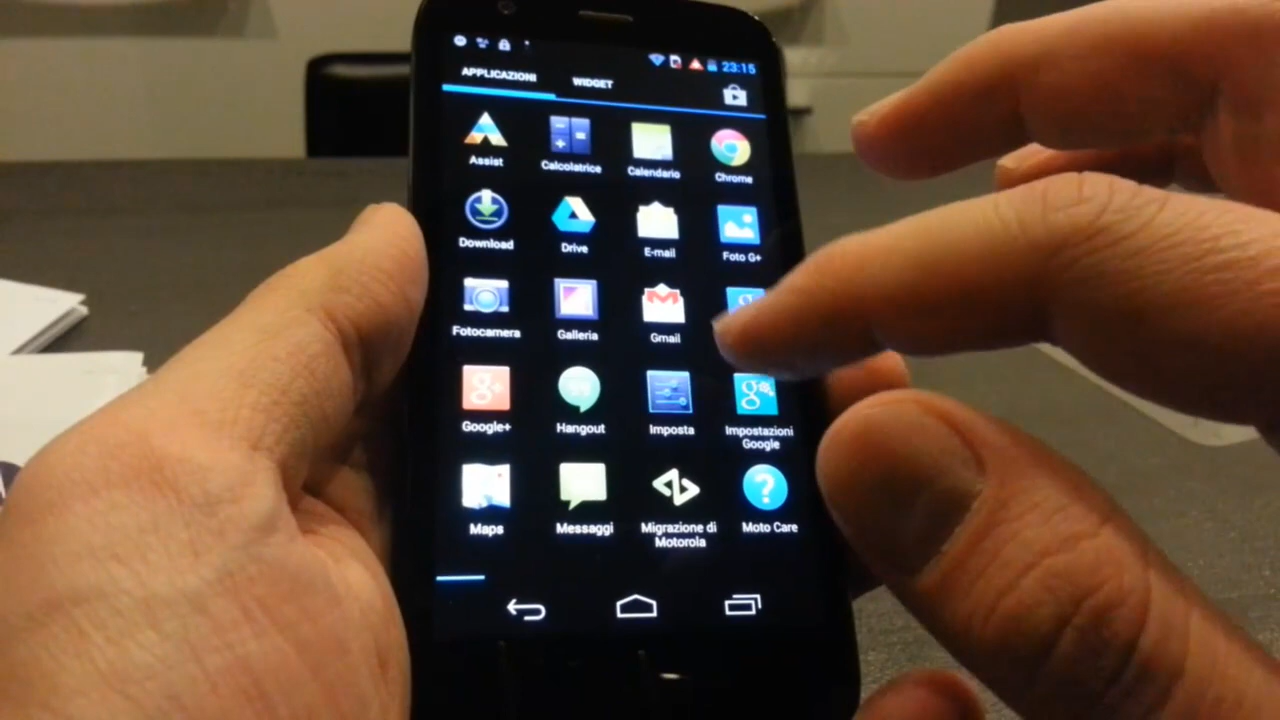 23:15
APPLICAZIONI WIDGET
Assist Calcolatrice Calendario Chrome
Download Drive E-mail Foto G+
Fotocamera Galleria Gmail
g+ g
Google+ Hangout Imposta Impostazioni
Google
?
Maps Messaggi Migrazione di Moto Care
Motorola